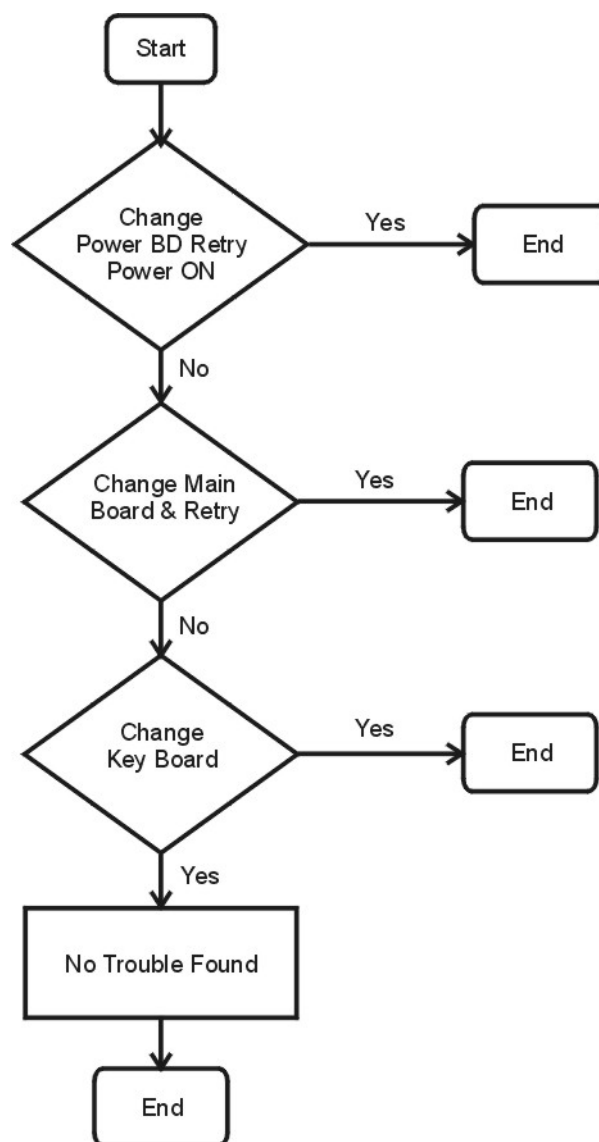 Start
Change
Power BD Retry
Power ON
Yes
End
No
Change Main
Board & Retry
Yes
End
No
Change
Key Board
Yes
End
Yes
No Trouble Found
End